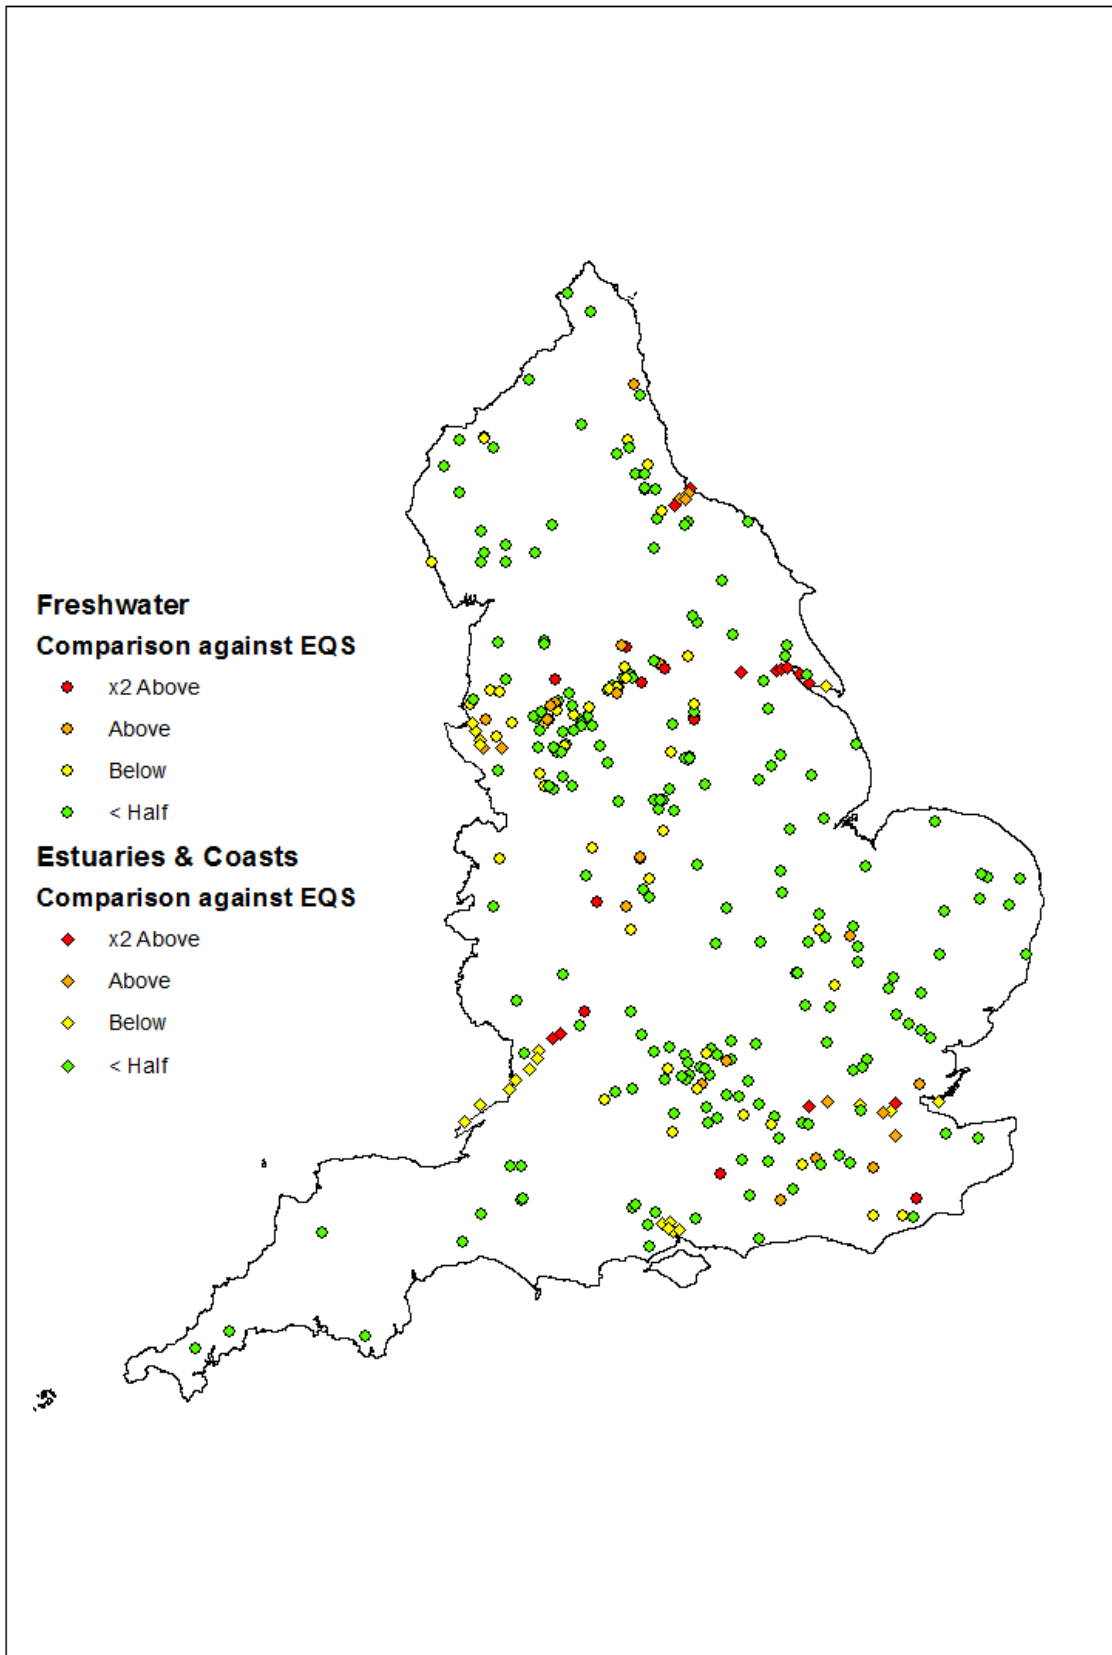 Freshwater
Comparison against EQS
x2 Above
Above
Below
< Half
Estuaries & Coasts
Comparison against EQS
x2 Above
Above
Below
< Half